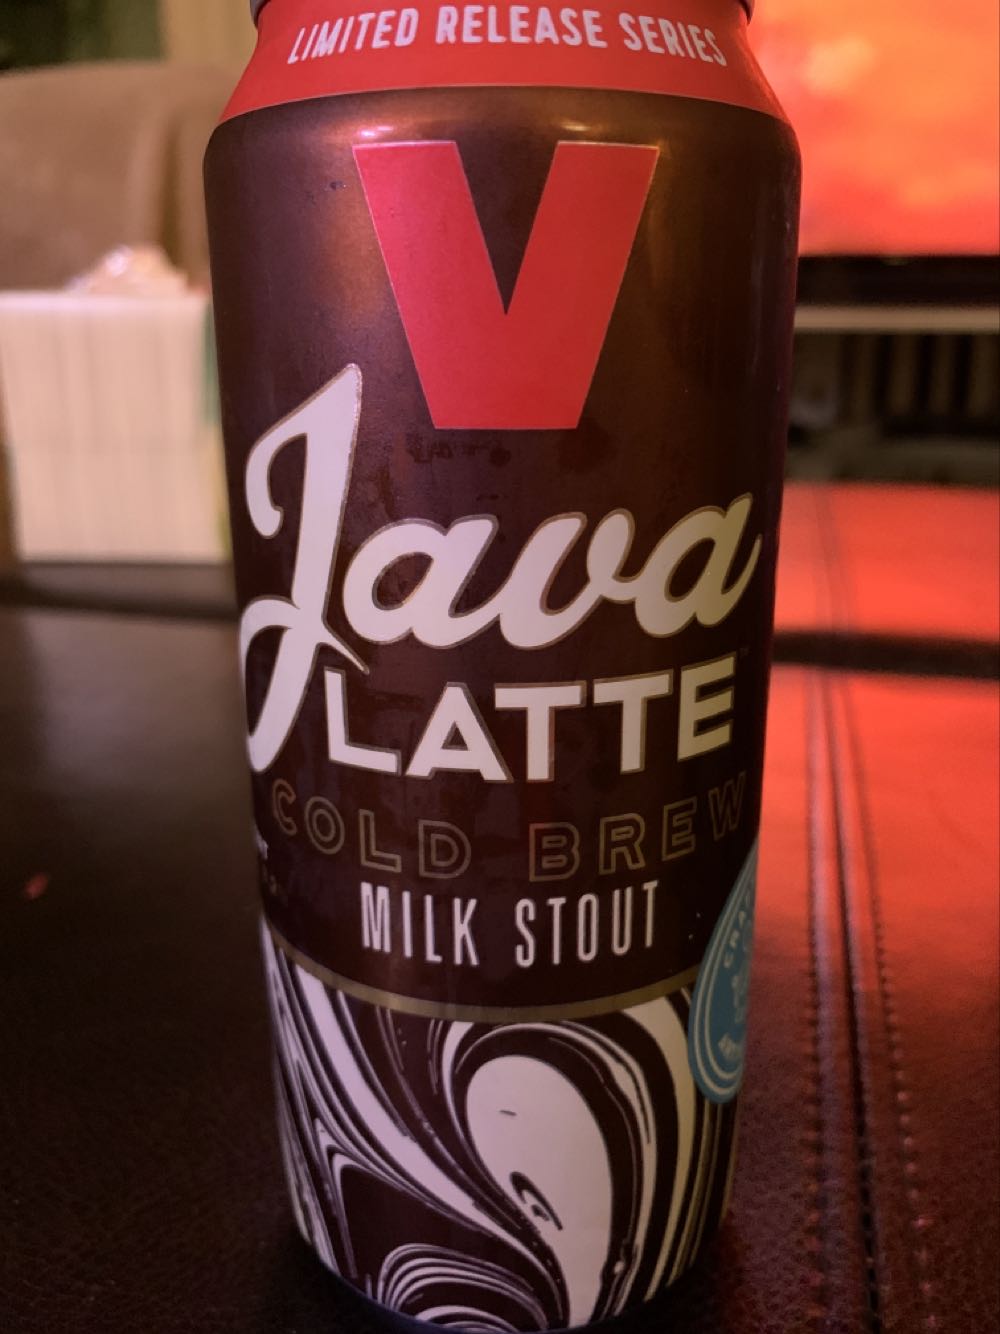 LIMITED RELEASE SERIES
V
Java
LATTE
COLD BREW
MILK STOUT